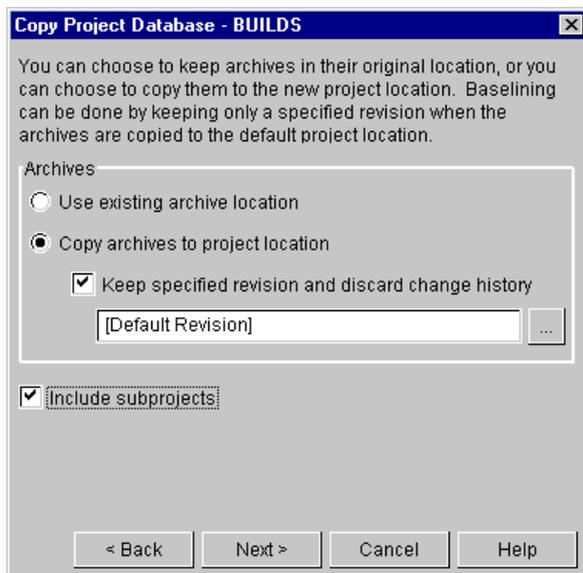 Copy Project Database - BUILDS
You can choose to keep archives in their original location, or you
can choose to copy them to the new project location. Baselining
can be done by keeping only a specified revision when the
archives are copied to the default project location.
Archives
Use existing archive location
Copy archives to project location
Keep specified revision and discard change history
[Default Revision]
...
Include subprojects
< Back
Next >
Cancel
Help